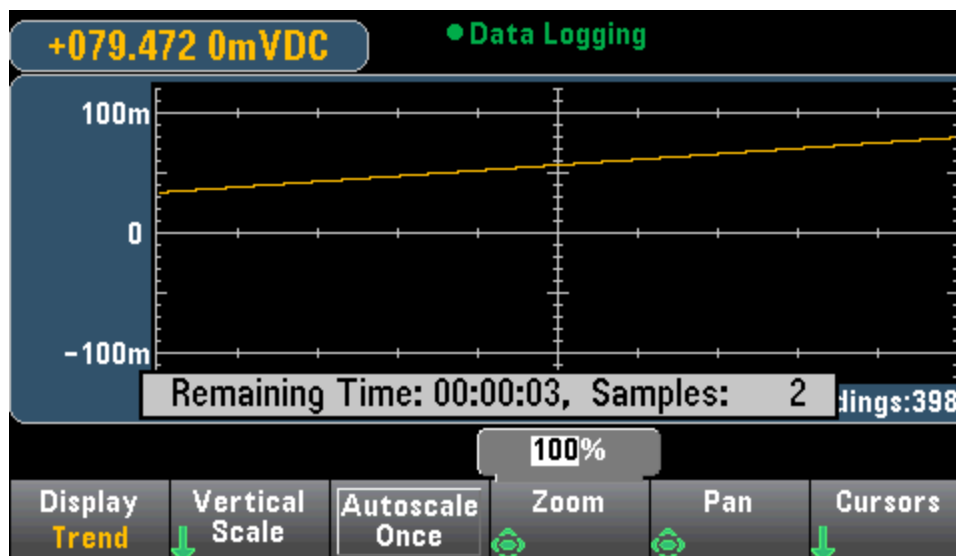 +079.472 0mVDC
Data Logging
100m
0
-100m
Remaining Time: 00:00:03, Samples: 2
dings:398
100%
Display
Trend
Vertical
Scale
Autoscale
Once
Zoom
Pan
Cursors